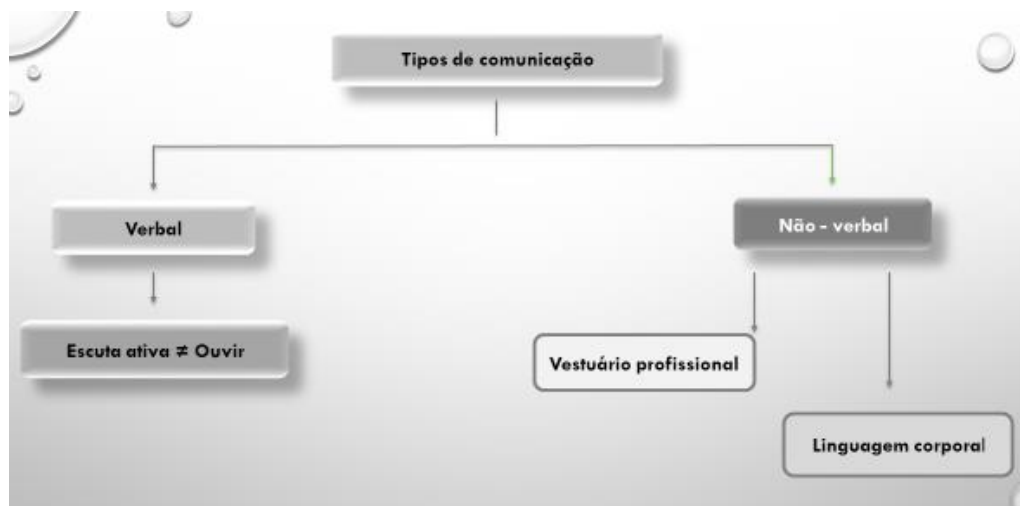 Tipos de comunicação
Verbal
Não - verbal
Escuta ativa ≠ Ouvir
Vestuário profissional
Linguagem corporal